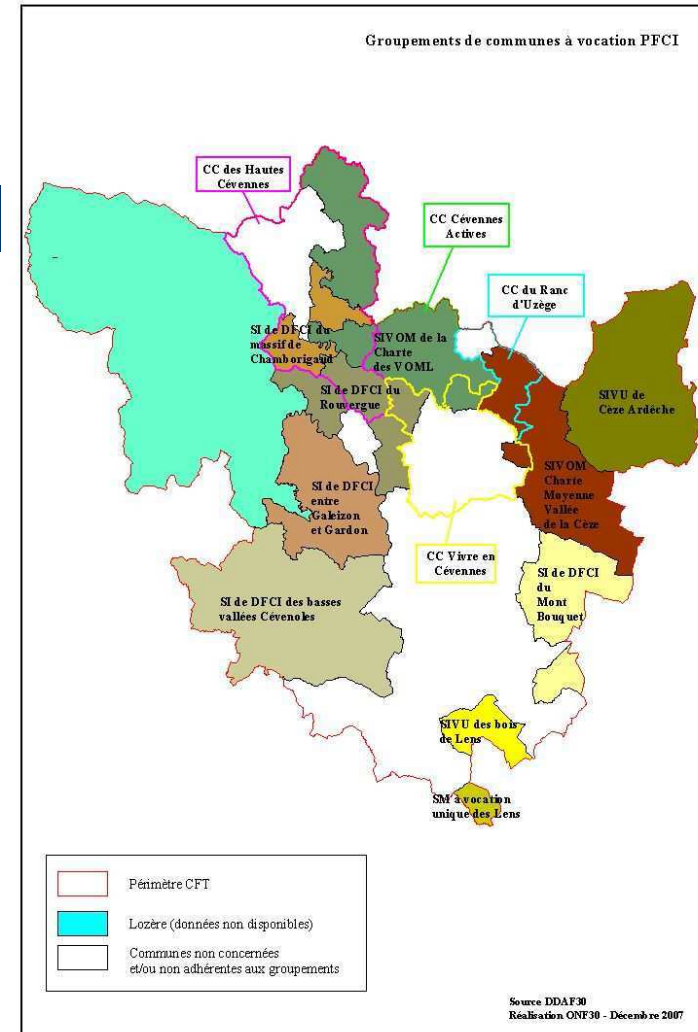 Groupements de communes à vocation PFCI
CC des Hautes
Cévennes
CC Cévennes
Actives
CC du Ranc
d'Uzège
SI de DFCI du
massif de
Chamborigaud
SIVOM de la
Charte
des VOML
SIVU de
Cèze Ardèche
SI de DFCI du
Rouvergue
SI de DFCI
entre
Galeizon
et Gardon
SIVOM
Charte
Moyenne
Vallée
de la Cèze
CC Vivre en
Cévennes
SI de DFCI
du
Mont
Bouquet
SI de DFCI des basses
vallées Cévenoles
SIVU des bois
de Lens
SM à vocation
unique des Lens
Périmètre CFT
Lozère (données non disponibles)
Communes non concernées
et/ou non adhérentes aux groupements
Source DDAF30
Réalisation ONF30 - Décembre 2007